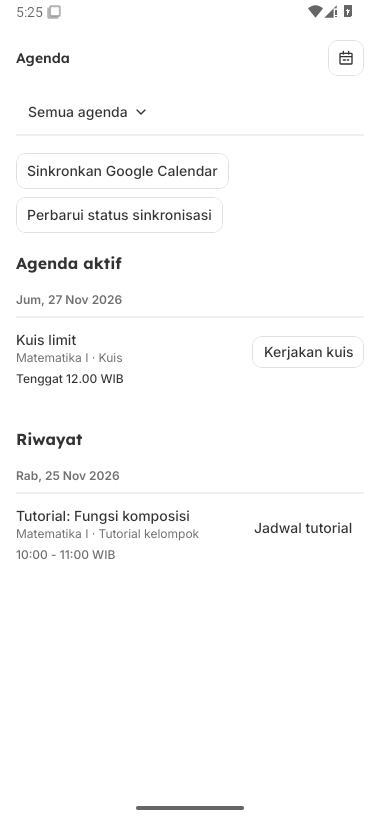 5:25
Agenda
Semua agenda
Sinkronkan Google Calendar
Perbarui status sinkronisasi
Agenda aktif
Jum, 27 Nov 2026
Kuis limit
Matematika I · Kuis
Tenggat 12.00 WIB
Kerjakan kuis
Riwayat
Rab, 25 Nov 2026
Tutorial: Fungsi komposisi
Matematika I · Tutorial kelompok
10:00 - 11:00 WIB
Jadwal tutorial